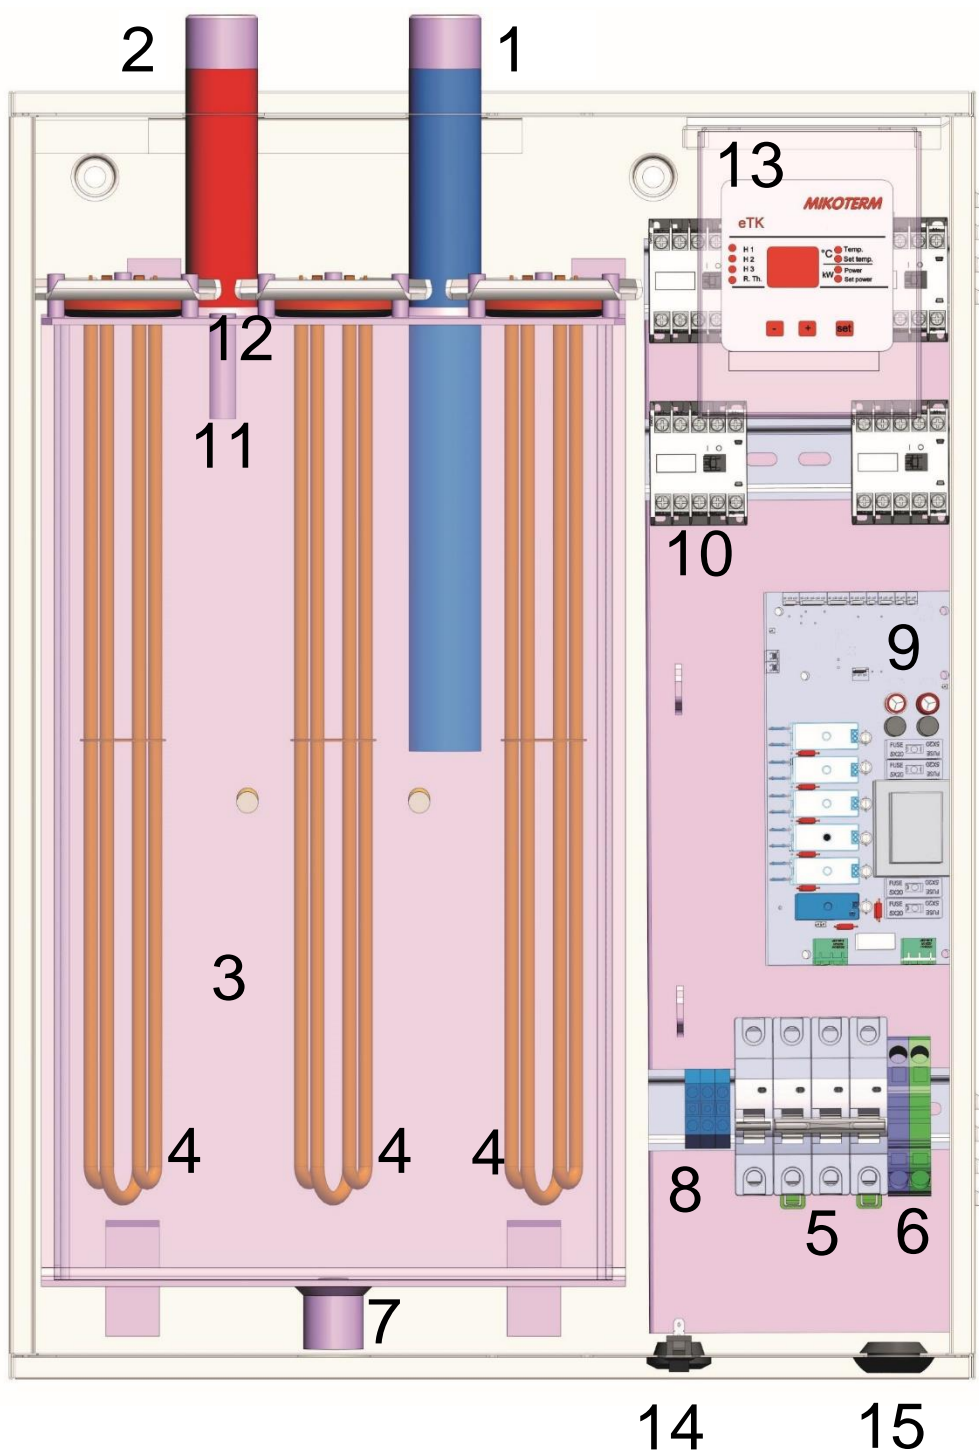 2 1
13
MIKOTERM
eTK
H 1
H 2
H 3
R. Th.
°C
kW
Temp.
Set temp.
Power
Set power
- + set
12
11
10
I O
I O
9
FUSE
FUSE
FUSE
FUSE
3
4 4 4
8
5 6
7
14 15